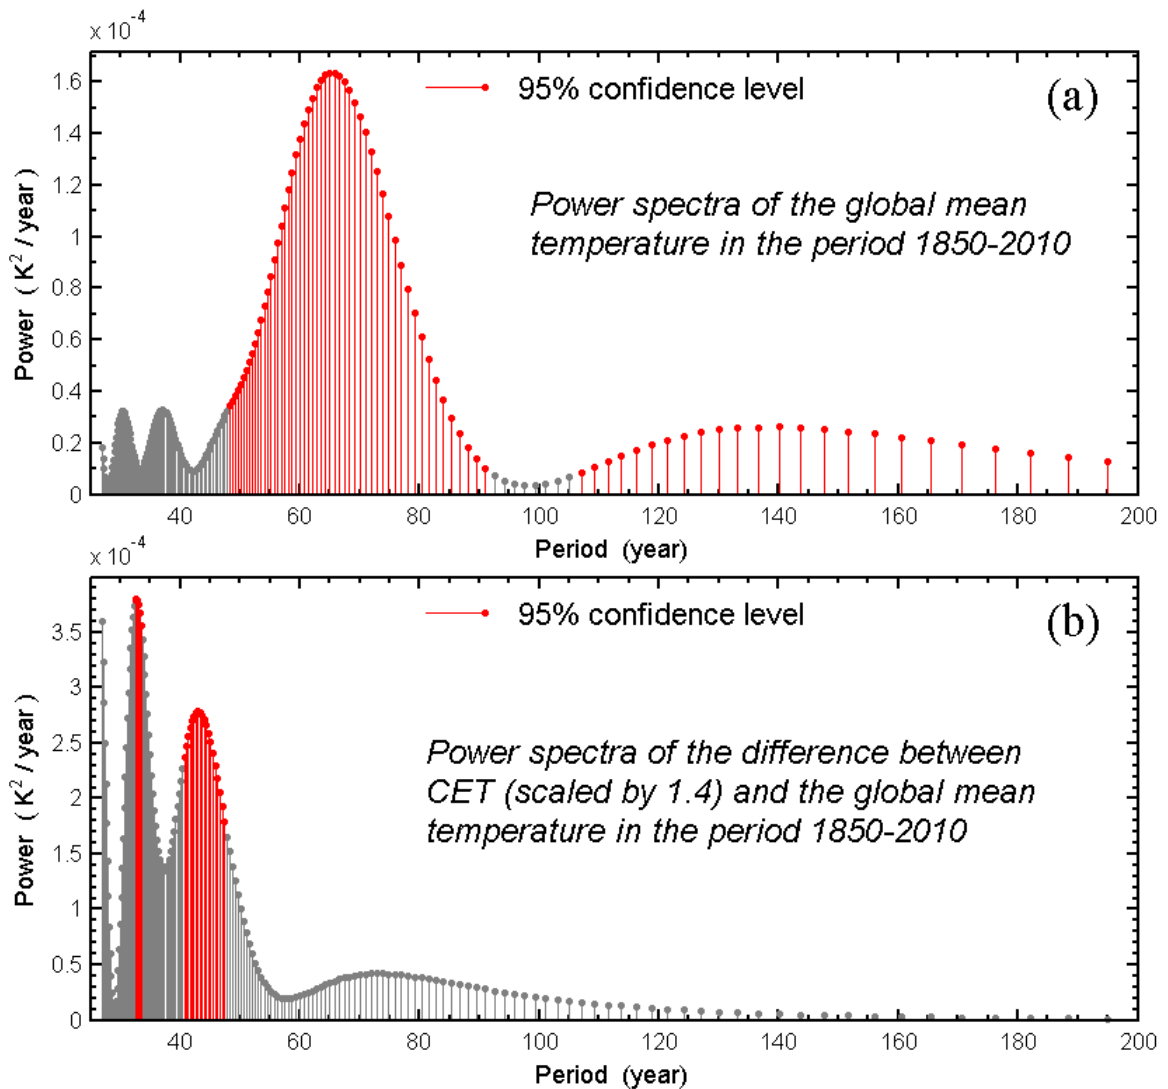 x 10-4
1.6
1.4
1.2
1
0.8
0.6
0.4
0.2
0
Power ( K2 / year )
95% confidence level
(a)
Power spectra of the global mean
temperature in the period 1850-2010
40 60 80 100 120 140 160 180 200
Period (year)
x 10-4
3.5
3
2.5
2
1.5
1
0.5
0
Power ( K2 / year )
95% confidence level
(b)
Power spectra of the difference between
CET (scaled by 1.4) and the global mean
temperature in the period 1850-2010
40 60 80 100 120 140 160 180 200
Period (year)